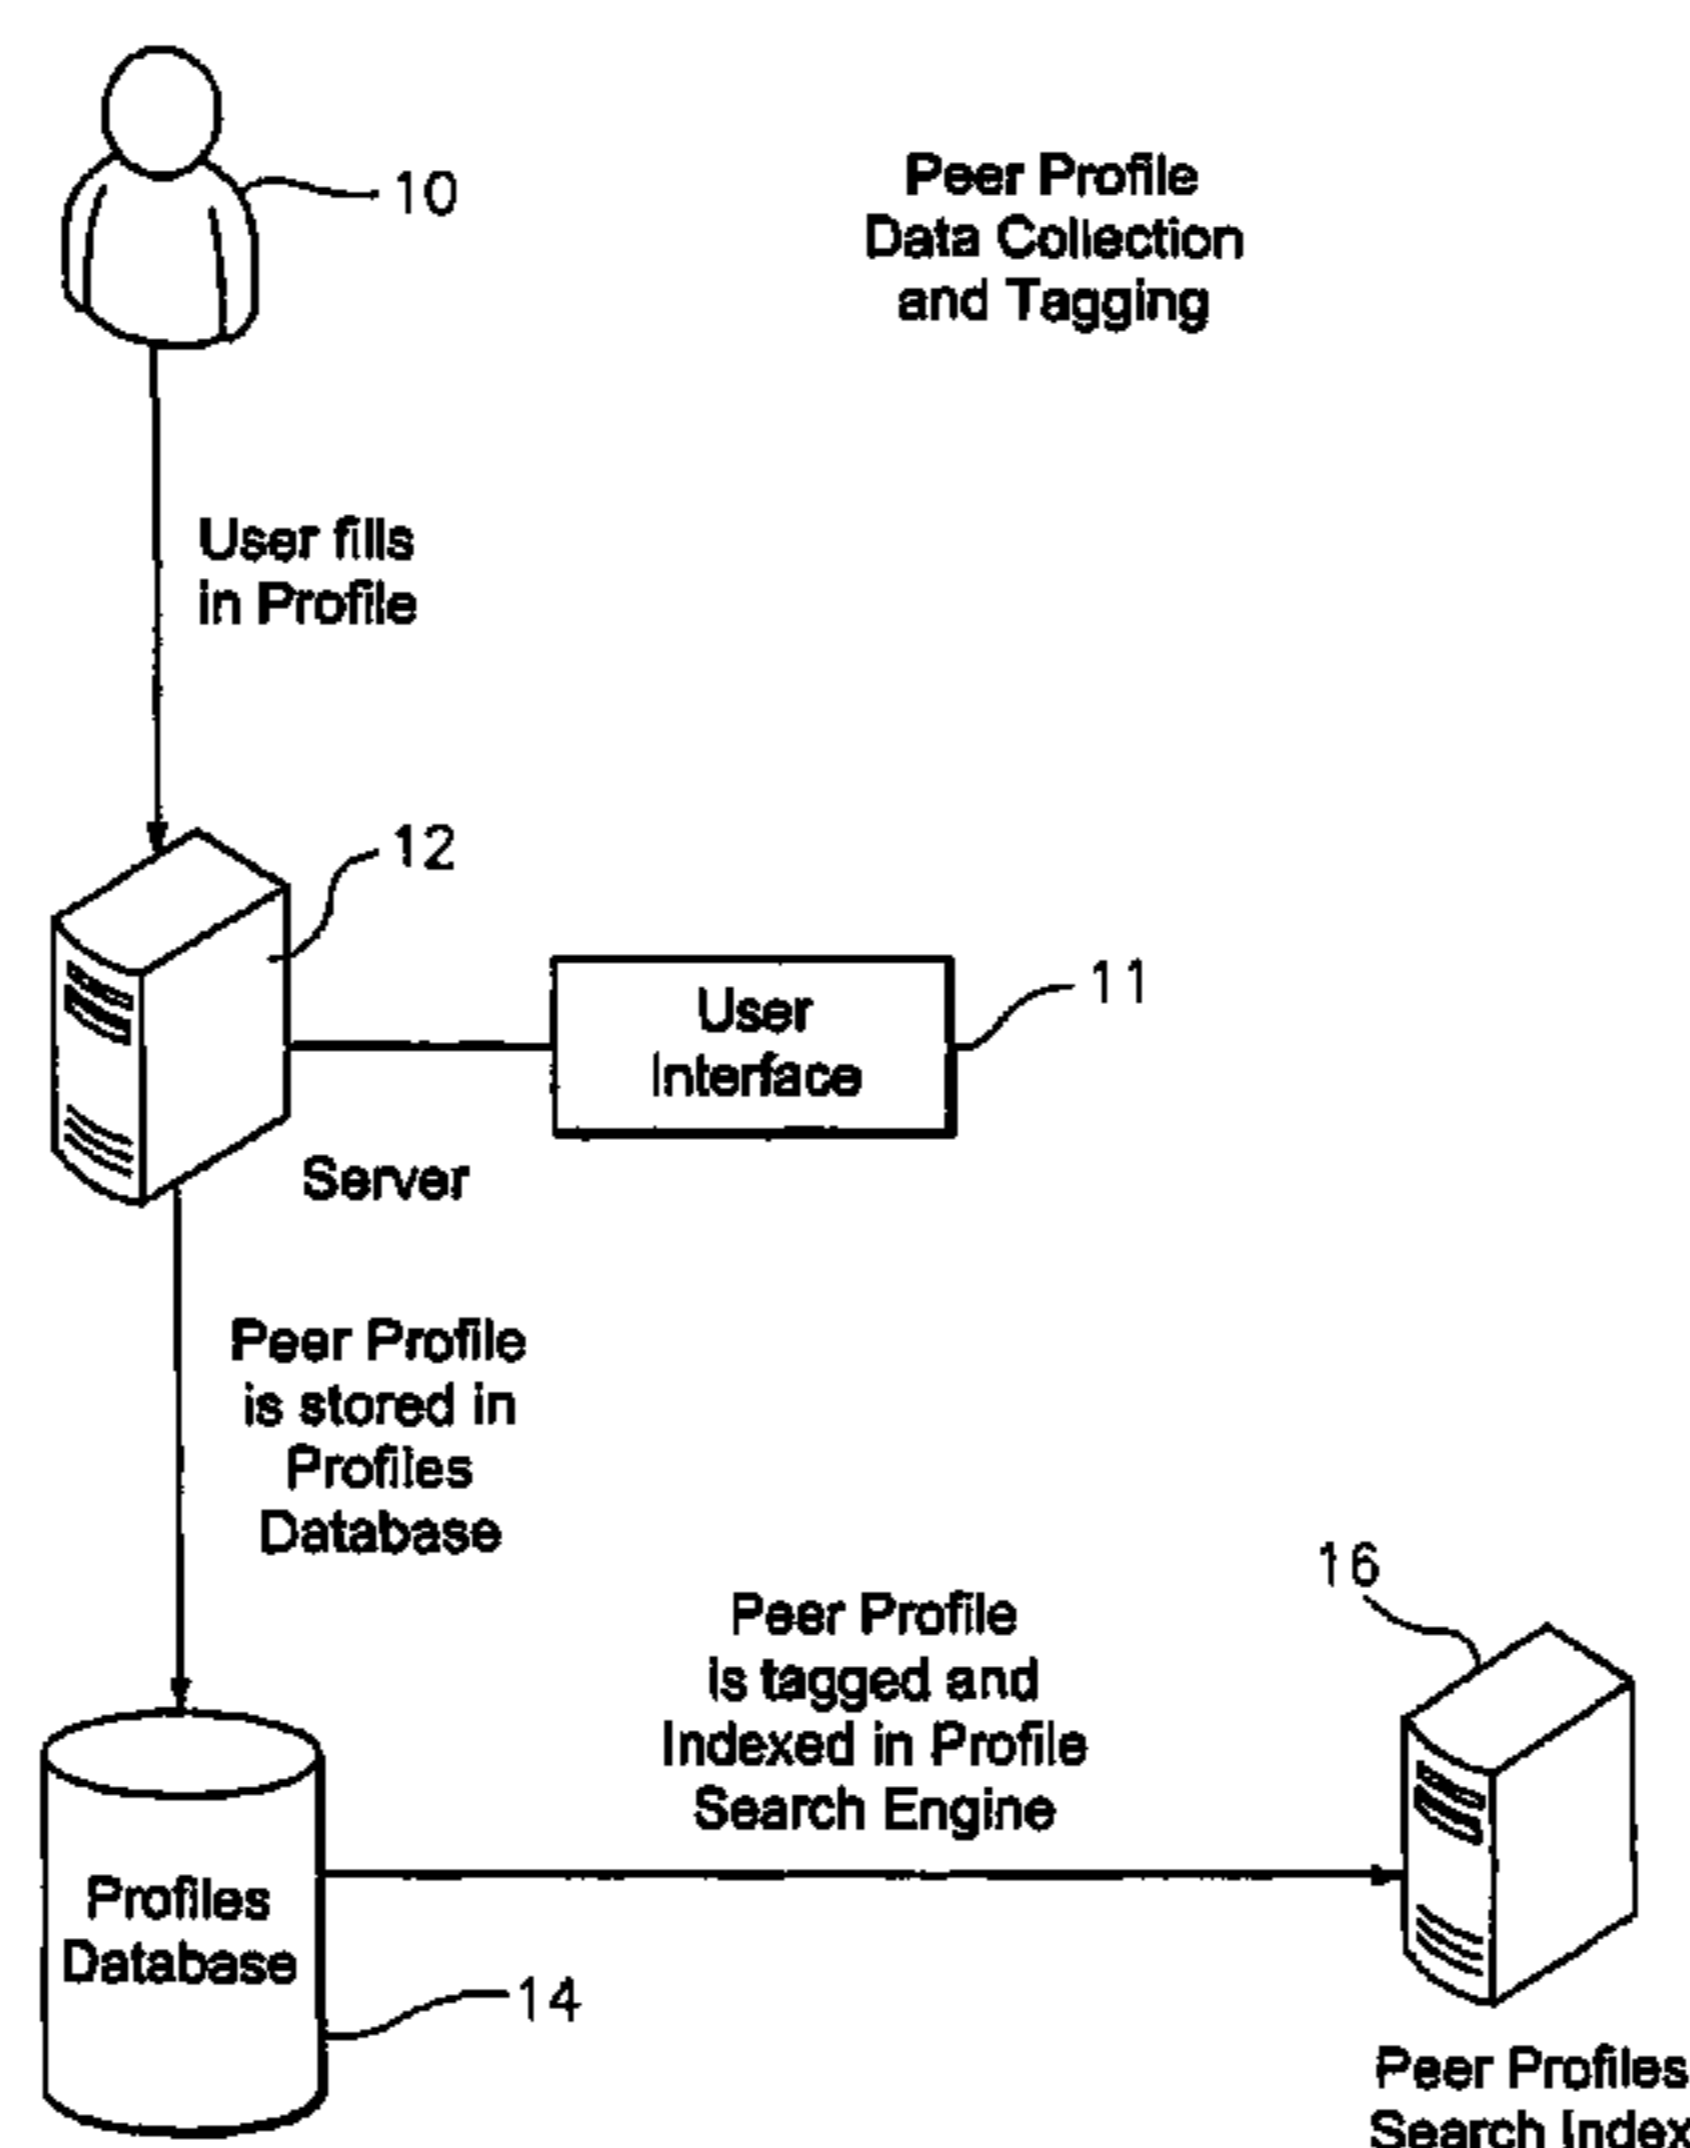 10
Peer Profile
Data Collection
and Tagging
User fills
in Profile
12
11
User
Interface
Server
Peer Profile
is stored in
Profiles
Database
16
Peer Profile
is tagged and
Indexed in Profile
Search Engine
Profiles
Database
14
Peer Profiles
Search Index